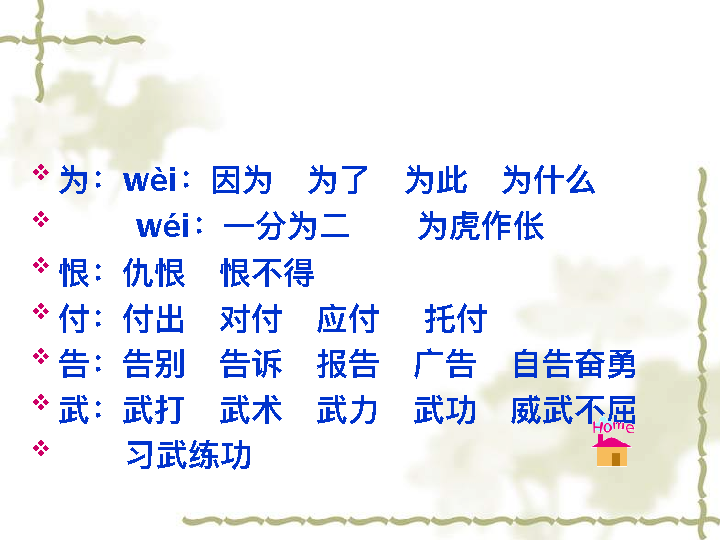 为：wèi：因为　为了　为此　为什么
wéi：一分为二　　为虎作伥
恨：仇恨　恨不得
付：付出　对付　应付　 托付
告：告别　告诉　报告　广告　自告奋勇
武：武打　武术　武力　武功　威武不屈
Home
习武练功